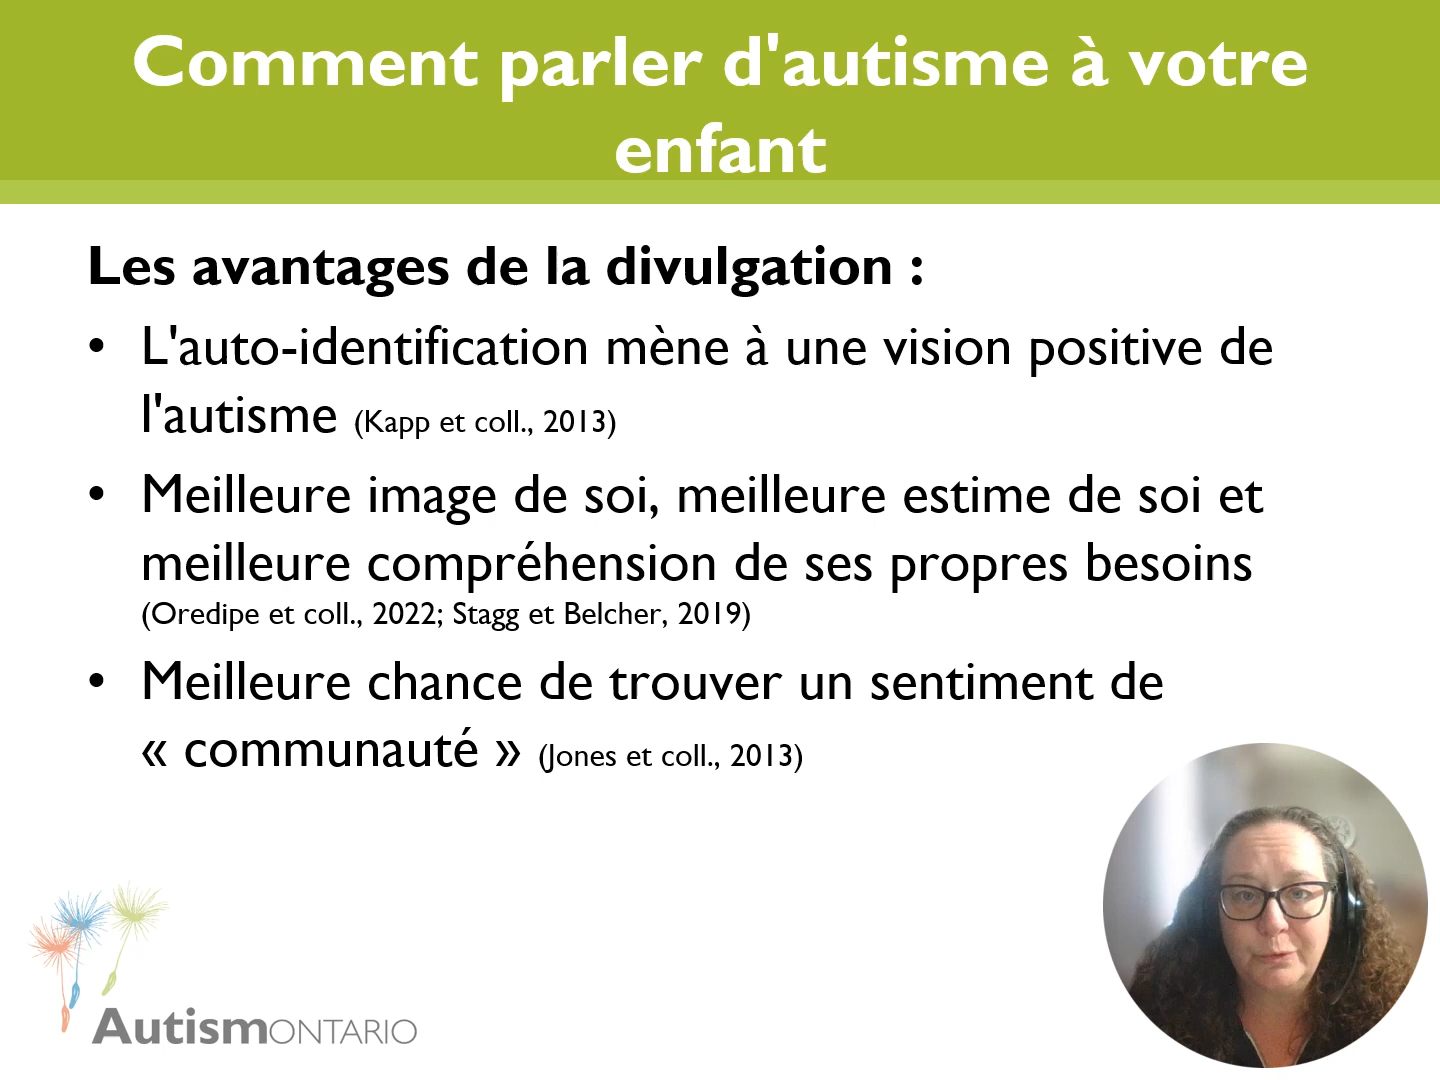 Comment parler d'autisme à votre
enfant
Les avantages de la divulgation :
• L'auto-identification mène à une vision positive de
l'autisme (Kapp et coll., 2013)
• Meilleure image de soi, meilleure estime de soi et
meilleure compréhension de ses propres besoins
(Oredipe et coll., 2022; Stagg et Belcher, 2019)
• Meilleure chance de trouver un sentiment de
« communauté » (Jones et coll., 2013)
AutismONTARIO